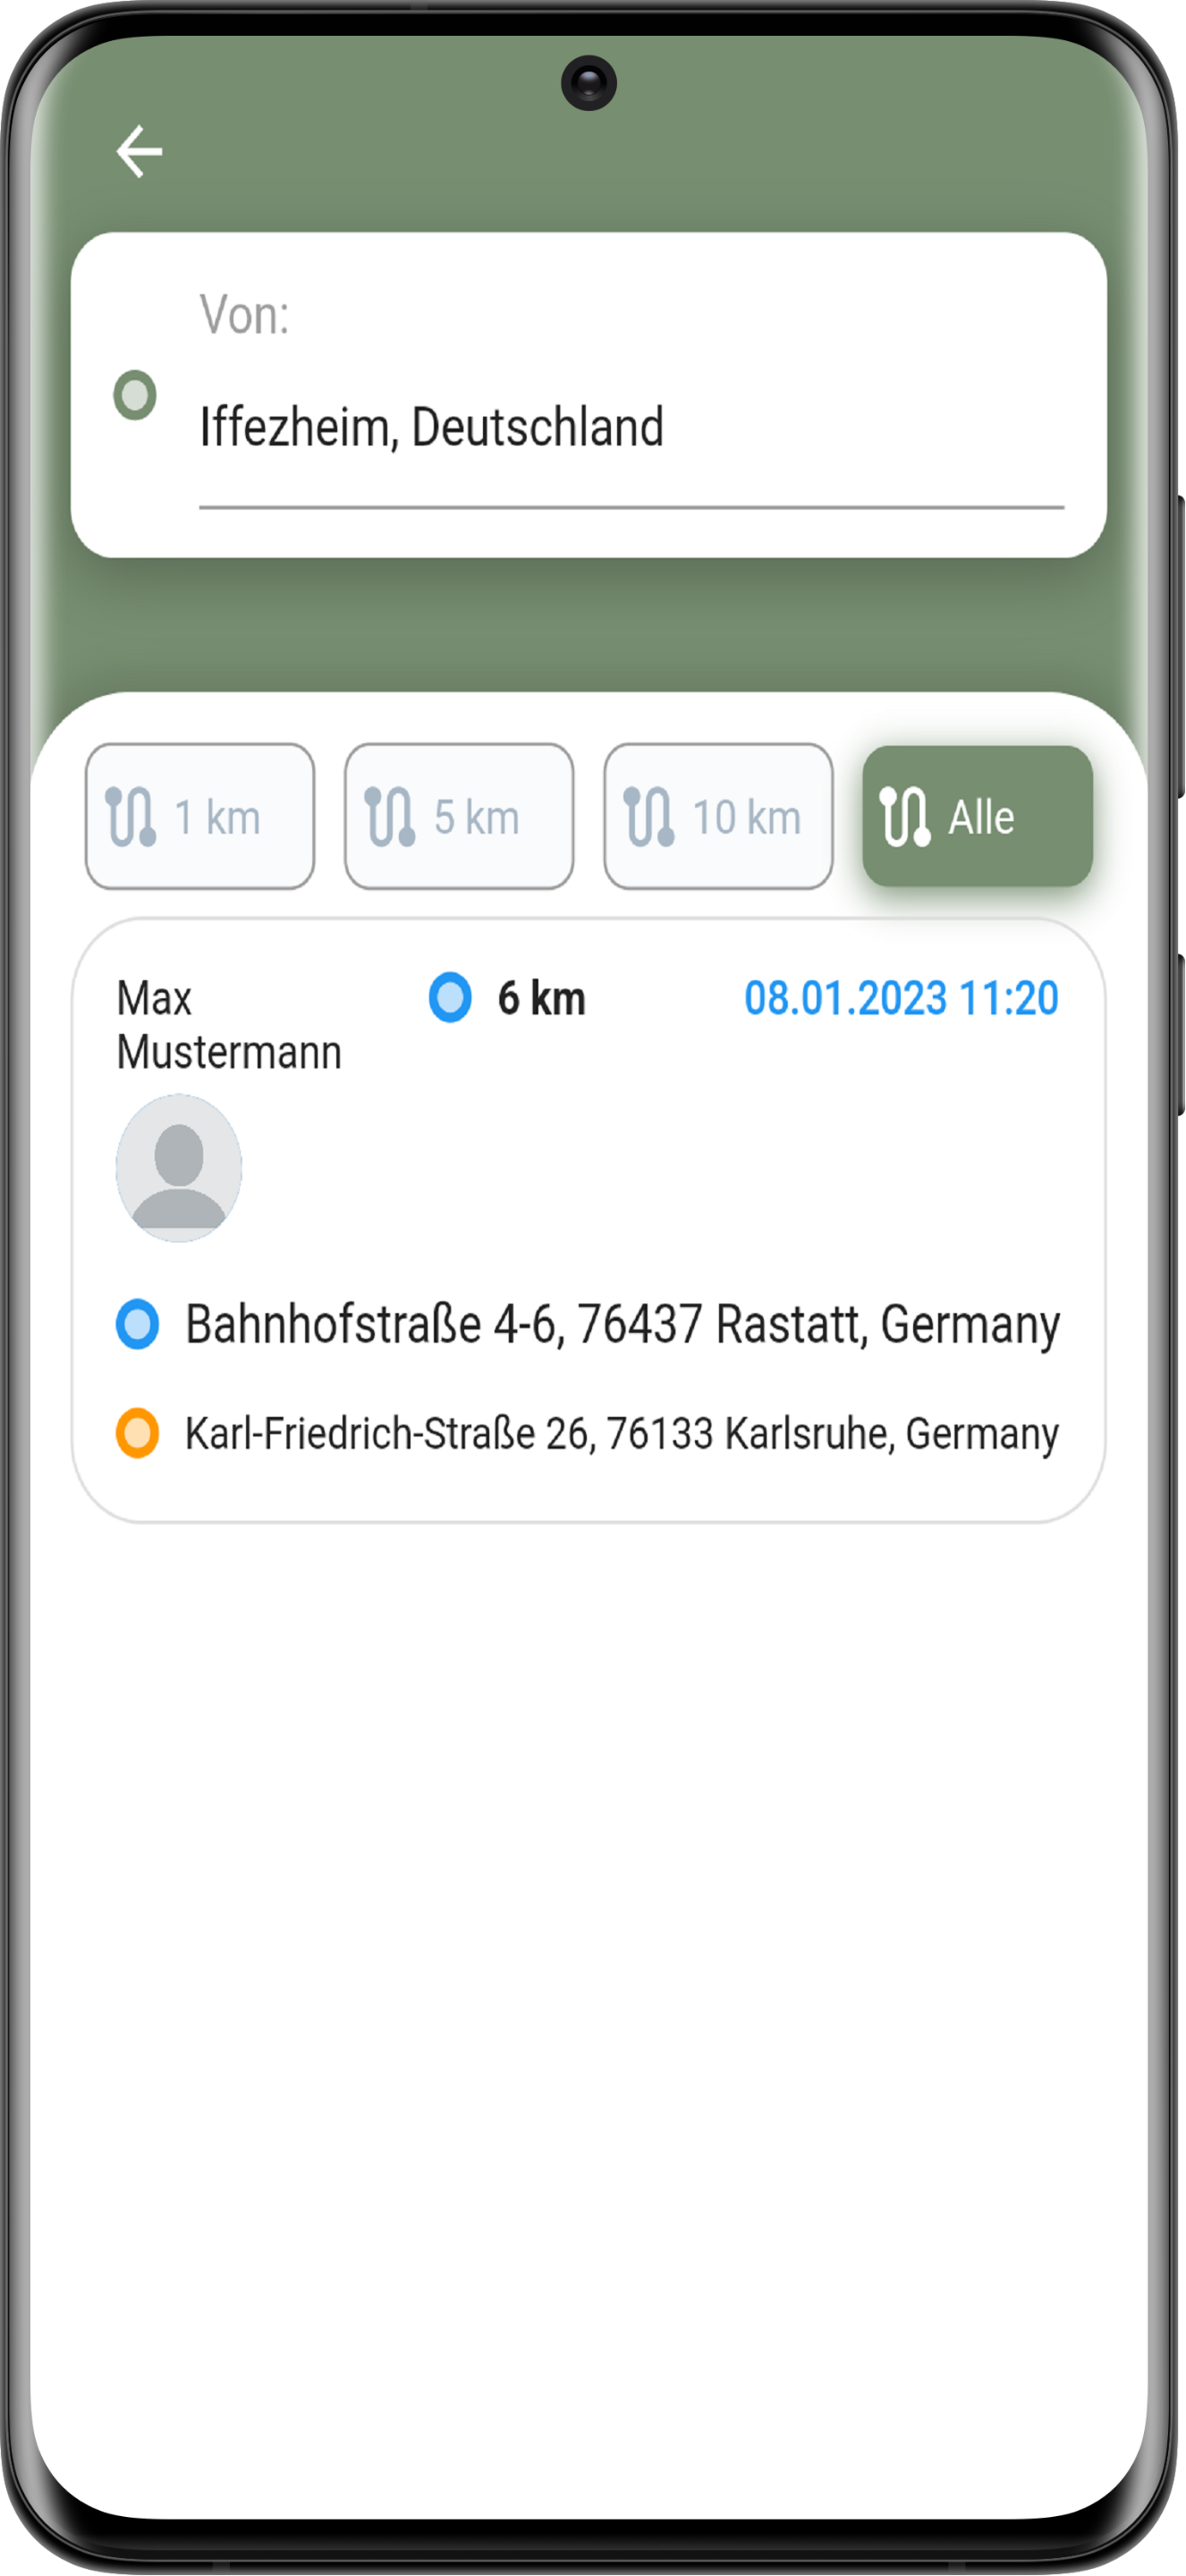 Von:
Iffezheim, Deutschland
1 km 5 km 10 km Alle
Max 6 km 08.01.2023 11:20
Mustermann
Bahnhofstraße 4-6, 76437 Rastatt, Germany
Karl-Friedrich-Straße 26, 76133 Karlsruhe, Germany